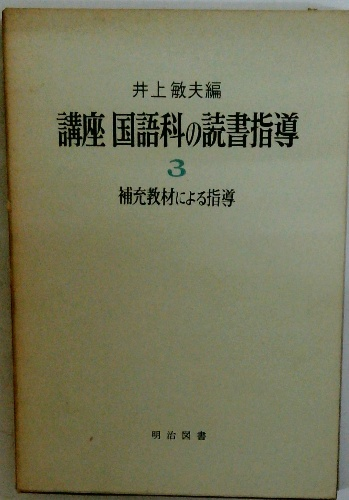 井上敏夫編
講座 国語科の読書指導
3
補充教材による指導
明治図書